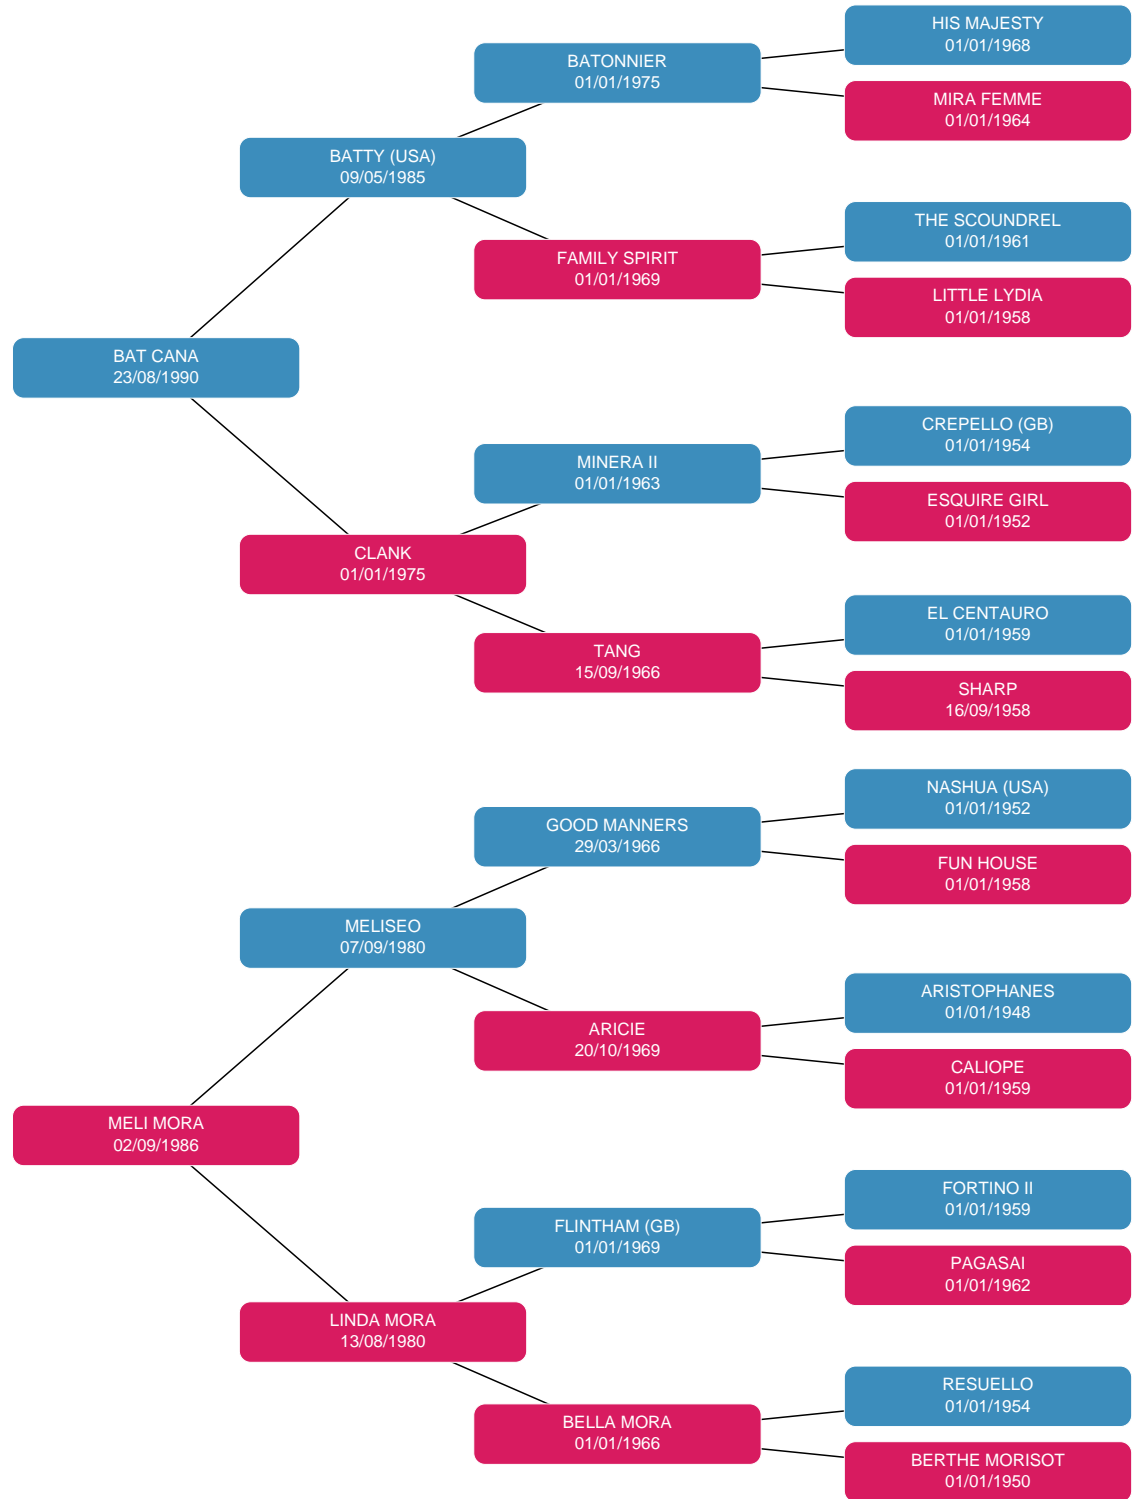 HIS MAJESTY
01/01/1968
BATONNIER
01/01/1975
MIRA FEMME
01/01/1964
BATTY (USA)
09/05/1985
THE SCOUNDREL
01/01/1961
FAMILY SPIRIT
01/01/1969
LITTLE LYDIA
01/01/1958
BAT CANA
23/08/1990
CREPELLO (GB)
01/01/1954
MINERA II
01/01/1963
ESQUIRE GIRL
01/01/1952
CLANK
01/01/1975
EL CENTAURO
01/01/1959
TANG
15/09/1966
SHARP
16/09/1958
NASHUA (USA)
01/01/1952
GOOD MANNERS
29/03/1966
FUN HOUSE
01/01/1958
MELISEO
07/09/1980
ARISTOPHANES
01/01/1948
ARICIE
20/10/1969
CALIOPE
01/01/1959
MELI MORA
02/09/1986
FORTINO II
01/01/1959
FLINTHAM (GB)
01/01/1969
PAGASAI
01/01/1962
LINDA MORA
13/08/1980
RESUELLO
01/01/1954
BELLA MORA
01/01/1966
BERTHE MORISOT
01/01/1950